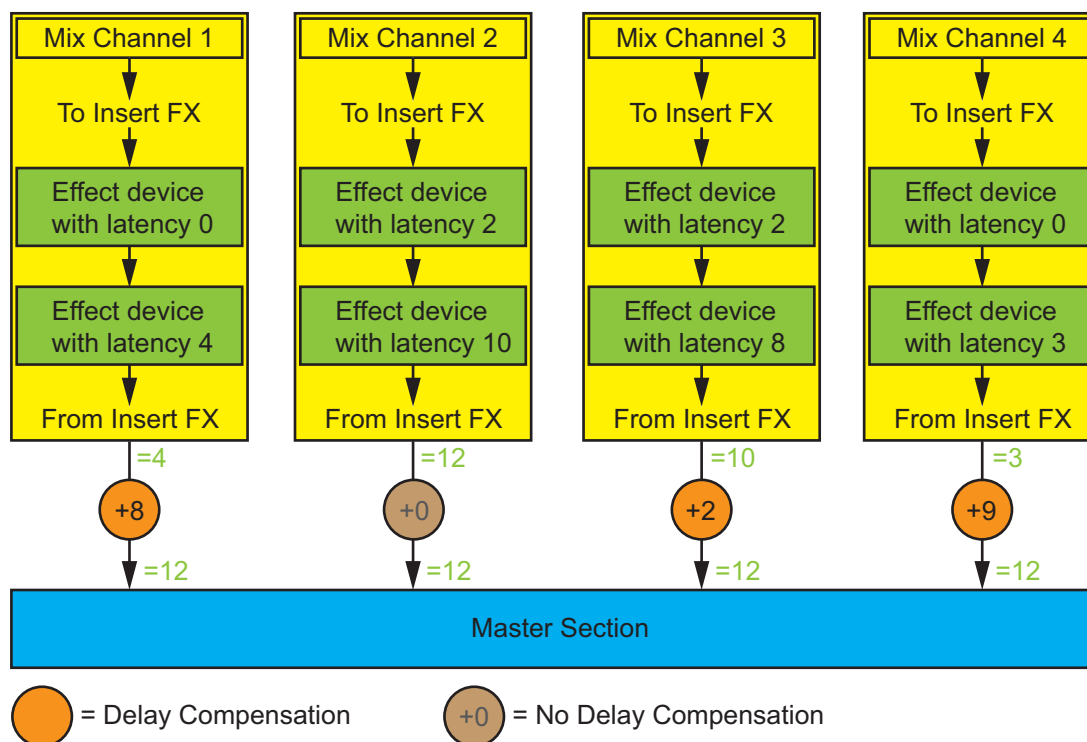 Mix Channel 1
To Insert FX
Effect device
with latency 0
Effect device
with latency 4
From Insert FX
=4
+8
=12
Mix Channel 2
To Insert FX
Effect device
with latency 2
Effect device
with latency 10
From Insert FX
=12
+0
=12
Mix Channel 3
To Insert FX
Effect device
with latency 2
Effect device
with latency 8
From Insert FX
=10
+2
=12
Mix Channel 4
To Insert FX
Effect device
with latency 0
Effect device
with latency 3
From Insert FX
=3
+9
=12
Master Section
= Delay Compensation
+0 = No Delay Compensation